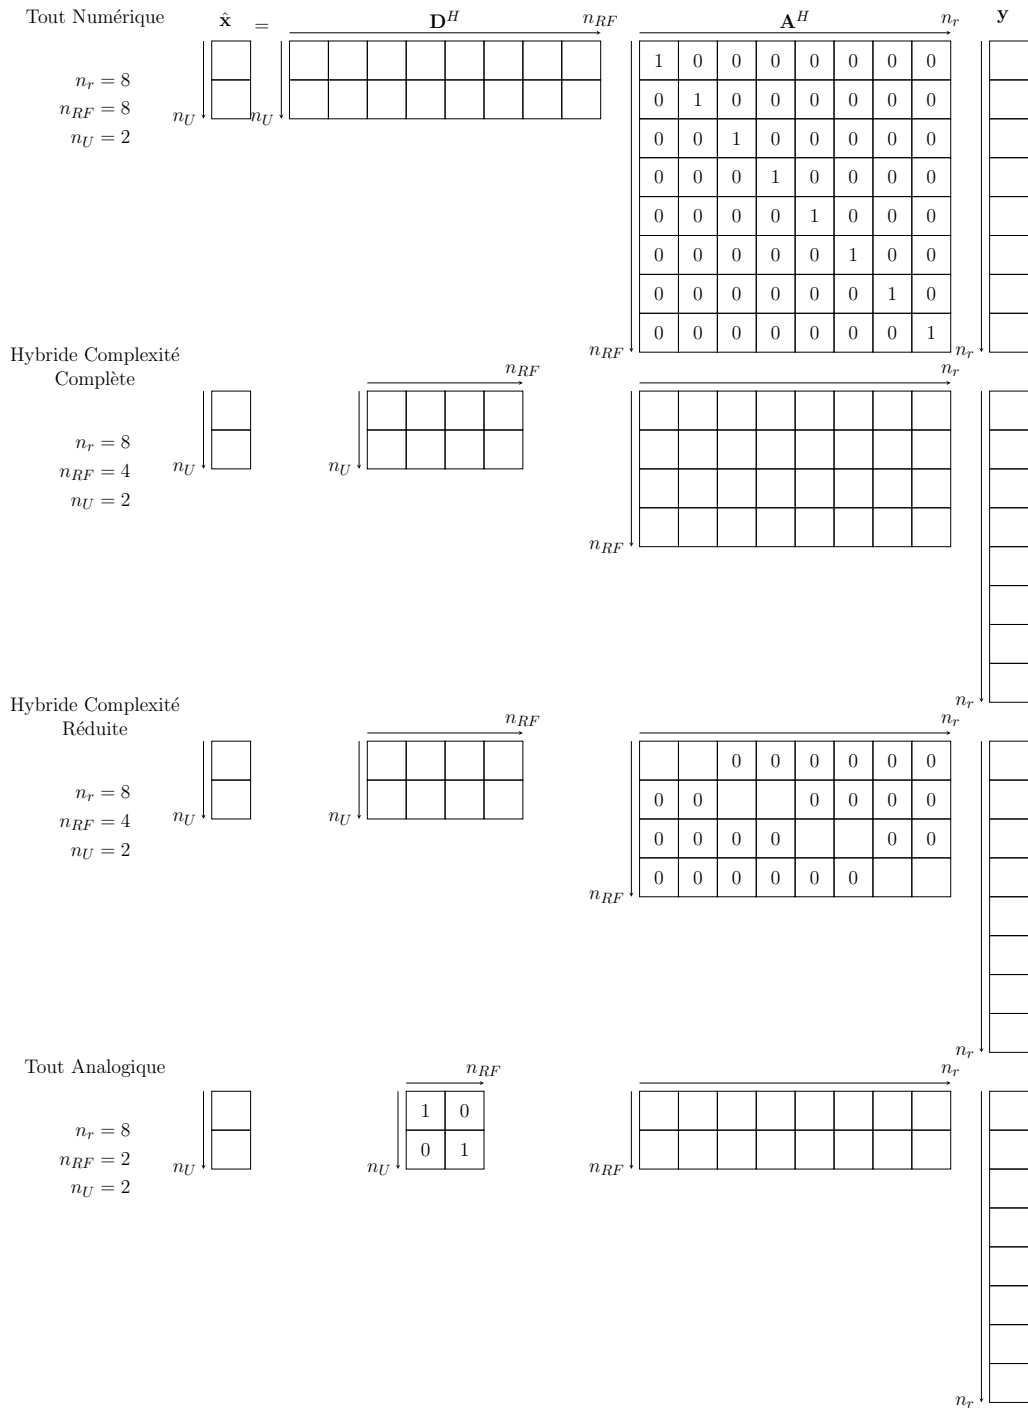 Tout Numérique x̂ = D^H n_RF A^H n_r y
1 0 0 0 0 0 0 0
n_r = 8 0 1 0 0 0 0 0 0
n_RF = 8 n_U n_U
n_U = 2 0 0 1 0 0 0 0 0
0 0 0 1 0 0 0 0
0 0 0 0 1 0 0 0
0 0 0 0 0 1 0 0
0 0 0 0 0 0 1 0
0 0 0 0 0 0 0 1
n_RF n_r
Hybride Complexité
Complète n_RF n_r
n_r = 8
n_RF = 4 n_U n_U
n_U = 2
n_RF
n_r
Hybride Complexité
Réduite n_RF n_r
0 0 0 0 0 0
n_r = 8 0 0 0 0 0 0
n_RF = 4 n_U n_U
n_U = 2 0 0 0 0 0 0
0 0 0 0 0 0
n_RF
n_r
Tout Analogique n_RF n_r
1 0
n_r = 8
0 1
n_RF = 2 n_U n_U n_RF
n_U = 2
n_r